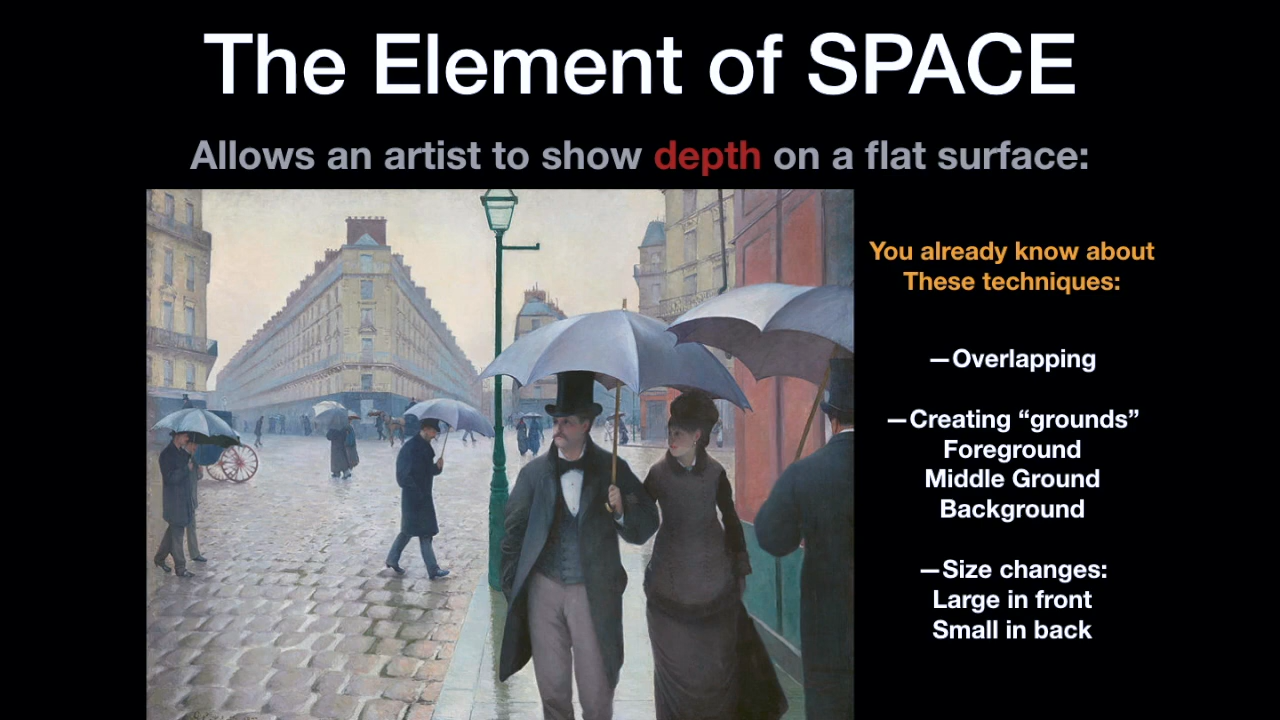 The Element of SPACE
Allows an artist to show depth on a flat surface:
You already know about
These techniques:
—Overlapping
—Creating “grounds”
Foreground
Middle Ground
Background
—Size changes:
Large in front
Small in back